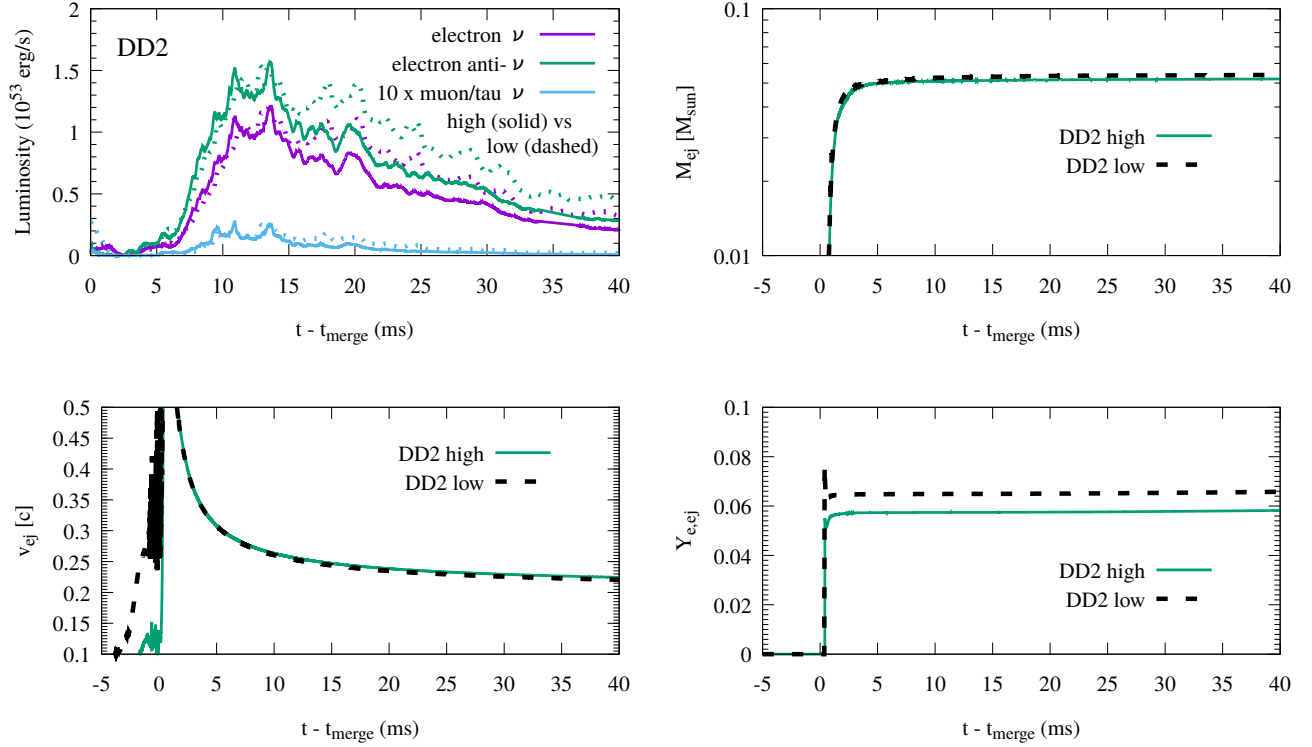 DD2
electron ν
electron anti- ν
10 x muon/tau ν
high (solid) vs
low (dashed)
Luminosity (10^53 erg/s)
0
0.5
1
1.5
2
0 5 10 15 20 25 30 35 40
t - t_merge (ms)
M_ej [M_sun]
0.01
0.1
DD2 high
DD2 low
-5 0 5 10 15 20 25 30 35 40
t - t_merge (ms)
v_ej [c]
0.1
0.15
0.2
0.25
0.3
0.35
0.4
0.45
0.5
DD2 high
DD2 low
-5 0 5 10 15 20 25 30 35 40
t - t_merge (ms)
Y_e,ej
0
0.02
0.04
0.06
0.08
0.1
DD2 high
DD2 low
-5 0 5 10 15 20 25 30 35 40
t - t_merge (ms)